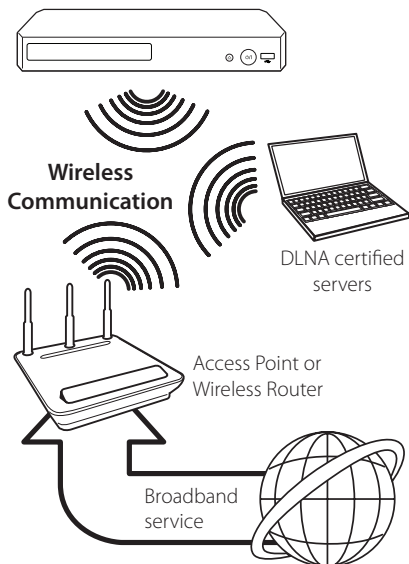 Wireless
Communication
DLNA certified
servers
Access Point or
Wireless Router
Broadband
service